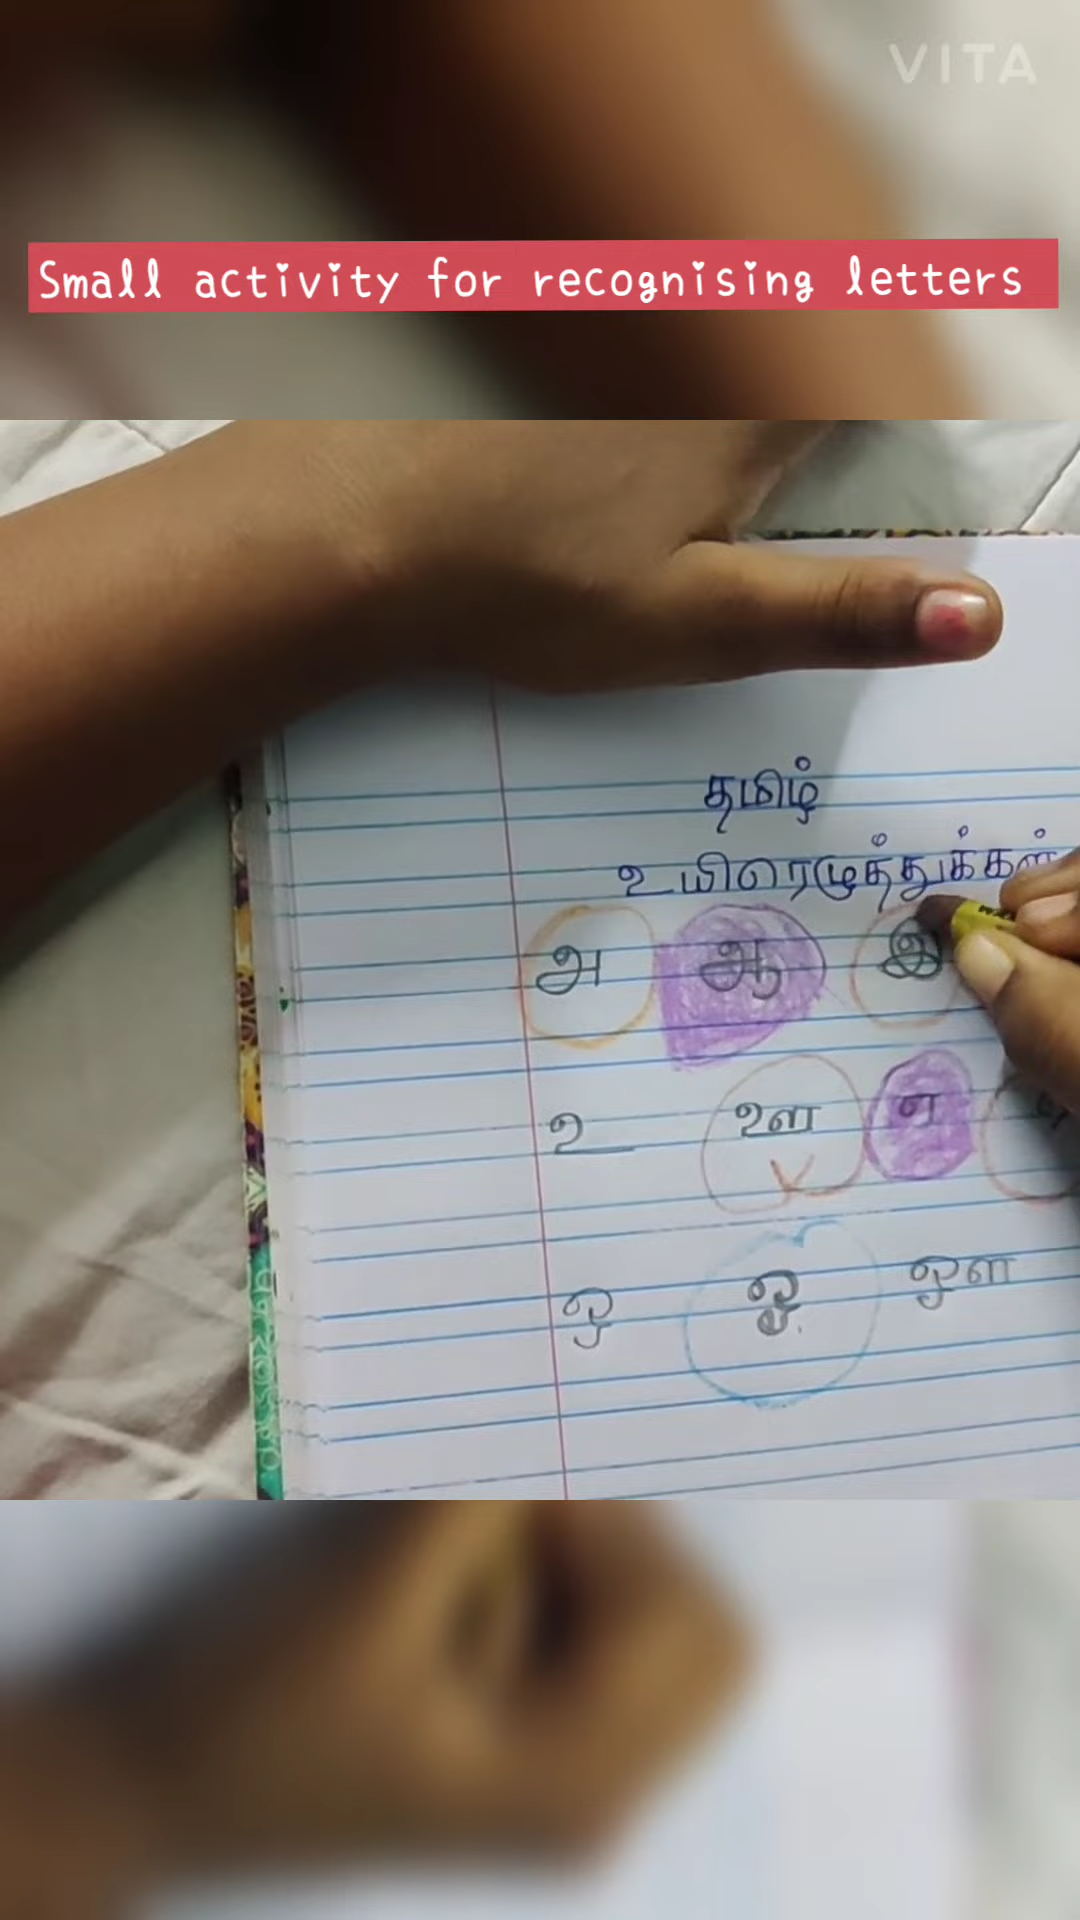 VITA
Small activity for recognising letters
தமிழ்
உயிரெழுத்துக்கள்
அ ஆ இ
உ ஊ எ
ஒ ஓ ஔ